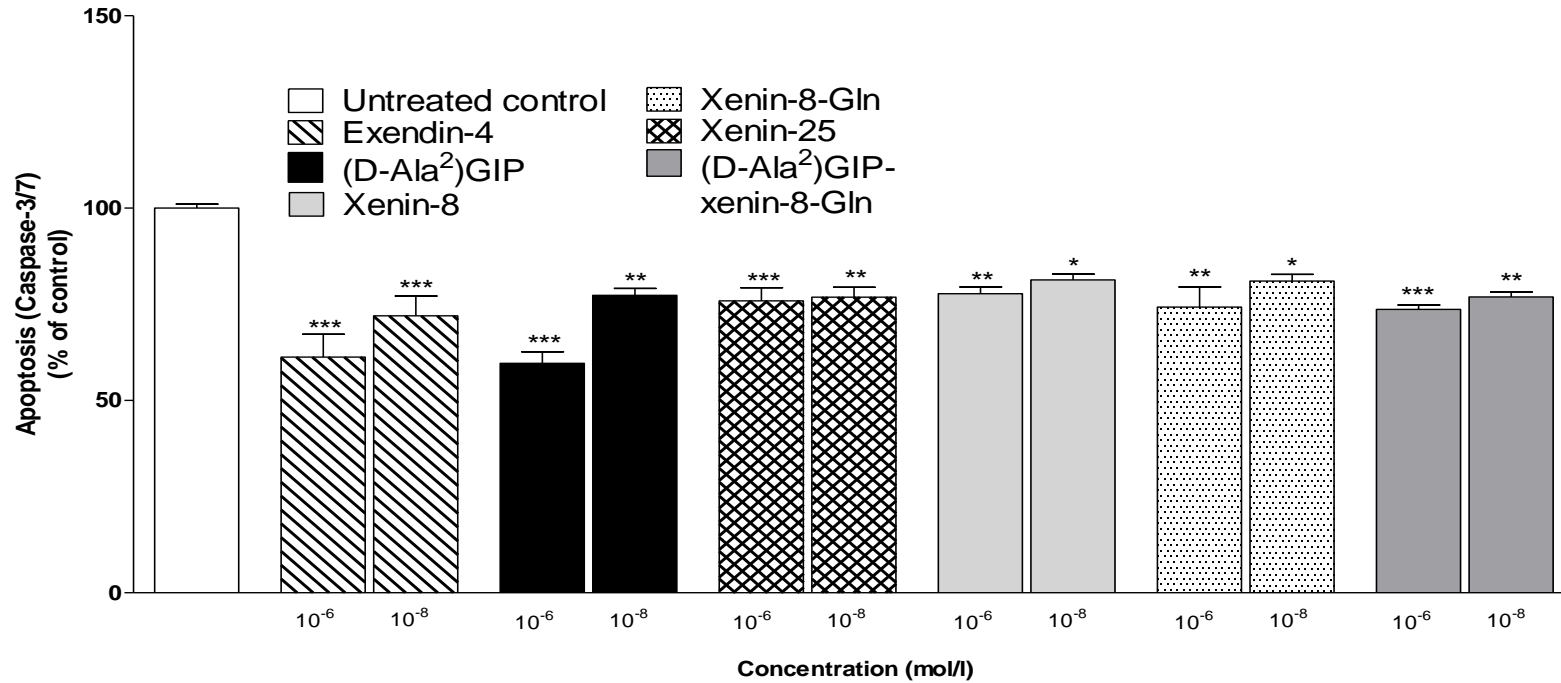 Apoptosis (Caspase-3/7)
(% of control)
150
100
50
0
Untreated control
Exendin-4
(D-Ala²)GIP
Xenin-8
Xenin-8-Gln
Xenin-25
(D-Ala²)GIP-
xenin-8-Gln
*** *** *** ** *** ** ** * ** * *** **
10⁻⁶ 10⁻⁸ 10⁻⁶ 10⁻⁸ 10⁻⁶ 10⁻⁸ 10⁻⁶ 10⁻⁸ 10⁻⁶ 10⁻⁸ 10⁻⁶ 10⁻⁸
Concentration (mol/l)